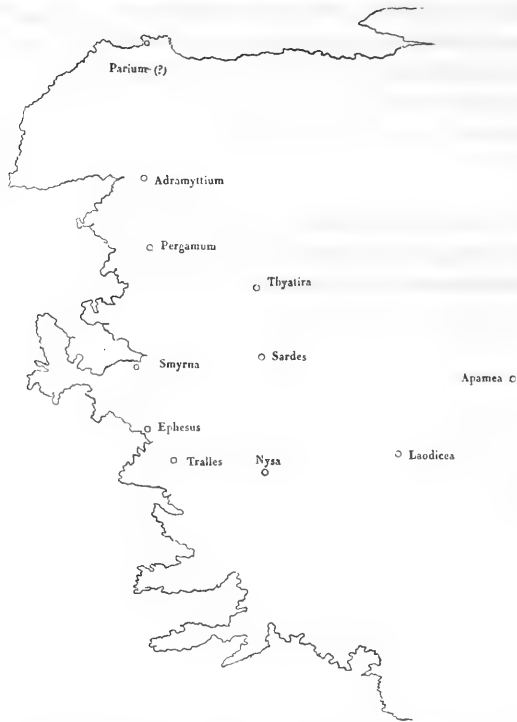 Parium (?)
Adramyttium
Pergamum
Thyatira
Smyrna
Sardes
Apamea
Ephesus
Tralles
Nysa
Laodicea